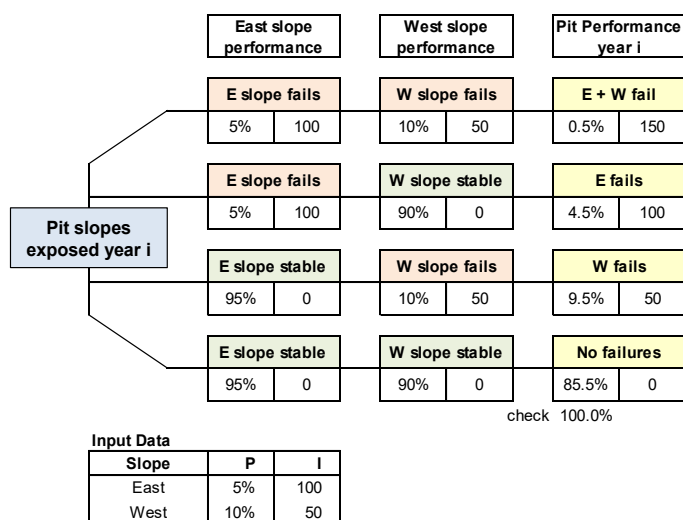 East slope West slope Pit Performance
performance performance year i
E slope fails W slope fails E + W fail
5% 100 10% 50 0.5% 150
E slope fails W slope stable E fails
5% 100 90% 0 4.5% 100
Pit slopes
exposed year i
E slope stable W slope fails W fails
95% 0 10% 50 9.5% 50
E slope stable W slope stable No failures
95% 0 90% 0 85.5% 0
check 100.0%
Input Data
Slope P I
East 5% 100
West 10% 50